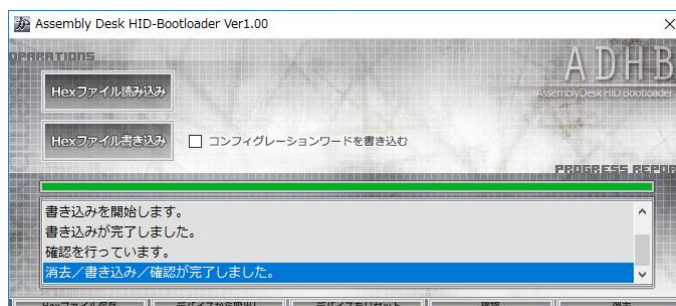 Assembly Desk HID-Bootloader Ver1.00
OPARATIONS
ADHB
Assembly Desk HID Bootloader
Hexファイル読み込み
Hexファイル書き込み
コンフィグレーションワードを書き込む
PROGRESS REPOR
書き込みを開始します。
書き込みが完了しました。
確認を行っています。
消去／書き込み／確認が完了しました。